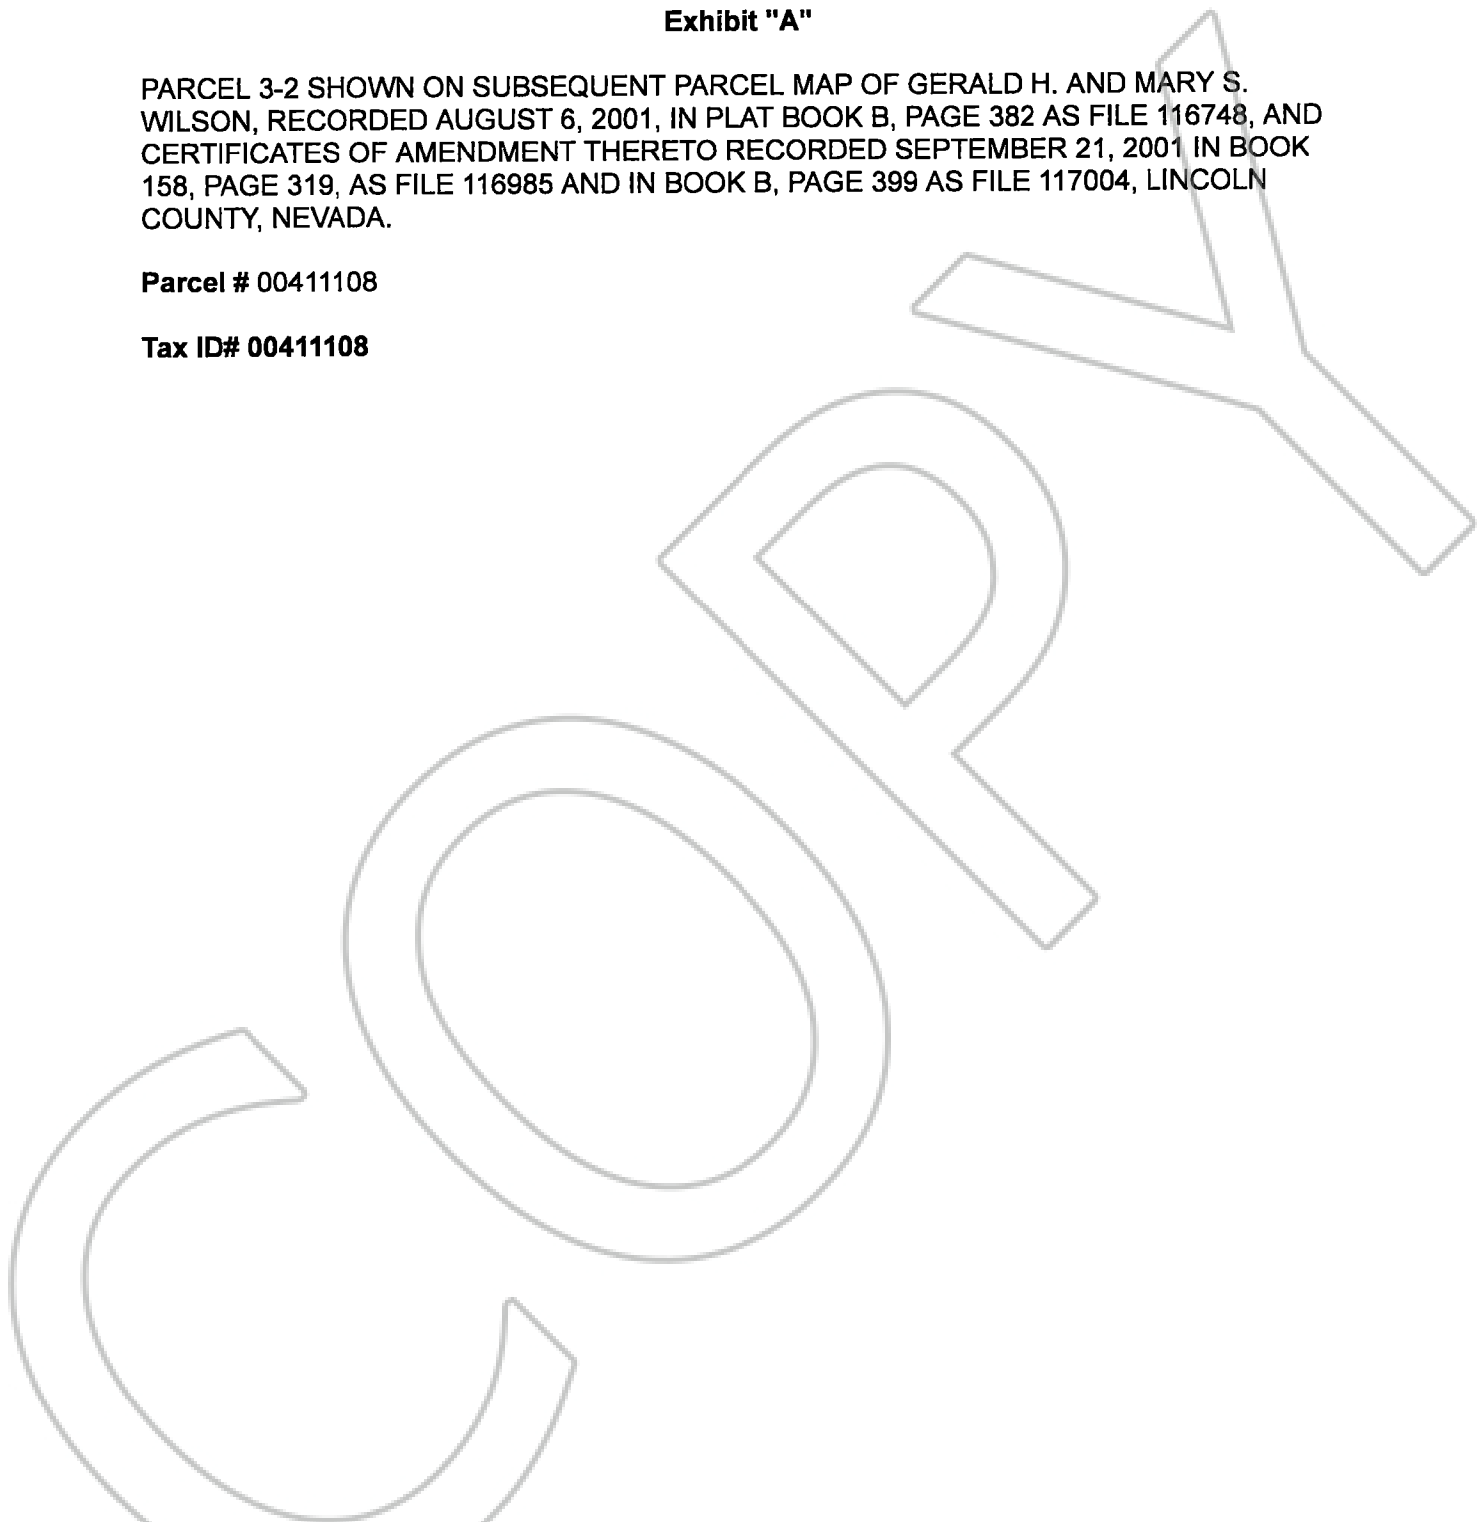 Exhibit "A"
PARCEL 3-2 SHOWN ON SUBSEQUENT PARCEL MAP OF GERALD H. AND MARY S.
WILSON, RECORDED AUGUST 6, 2001, IN PLAT BOOK B, PAGE 382 AS FILE 116748, AND
CERTIFICATES OF AMENDMENT THERETO RECORDED SEPTEMBER 21, 2001 IN BOOK
158, PAGE 319, AS FILE 116985 AND IN BOOK B, PAGE 399 AS FILE 117004, LINCOLN
COUNTY, NEVADA.
Parcel # 00411108
Tax ID# 00411108
COPY